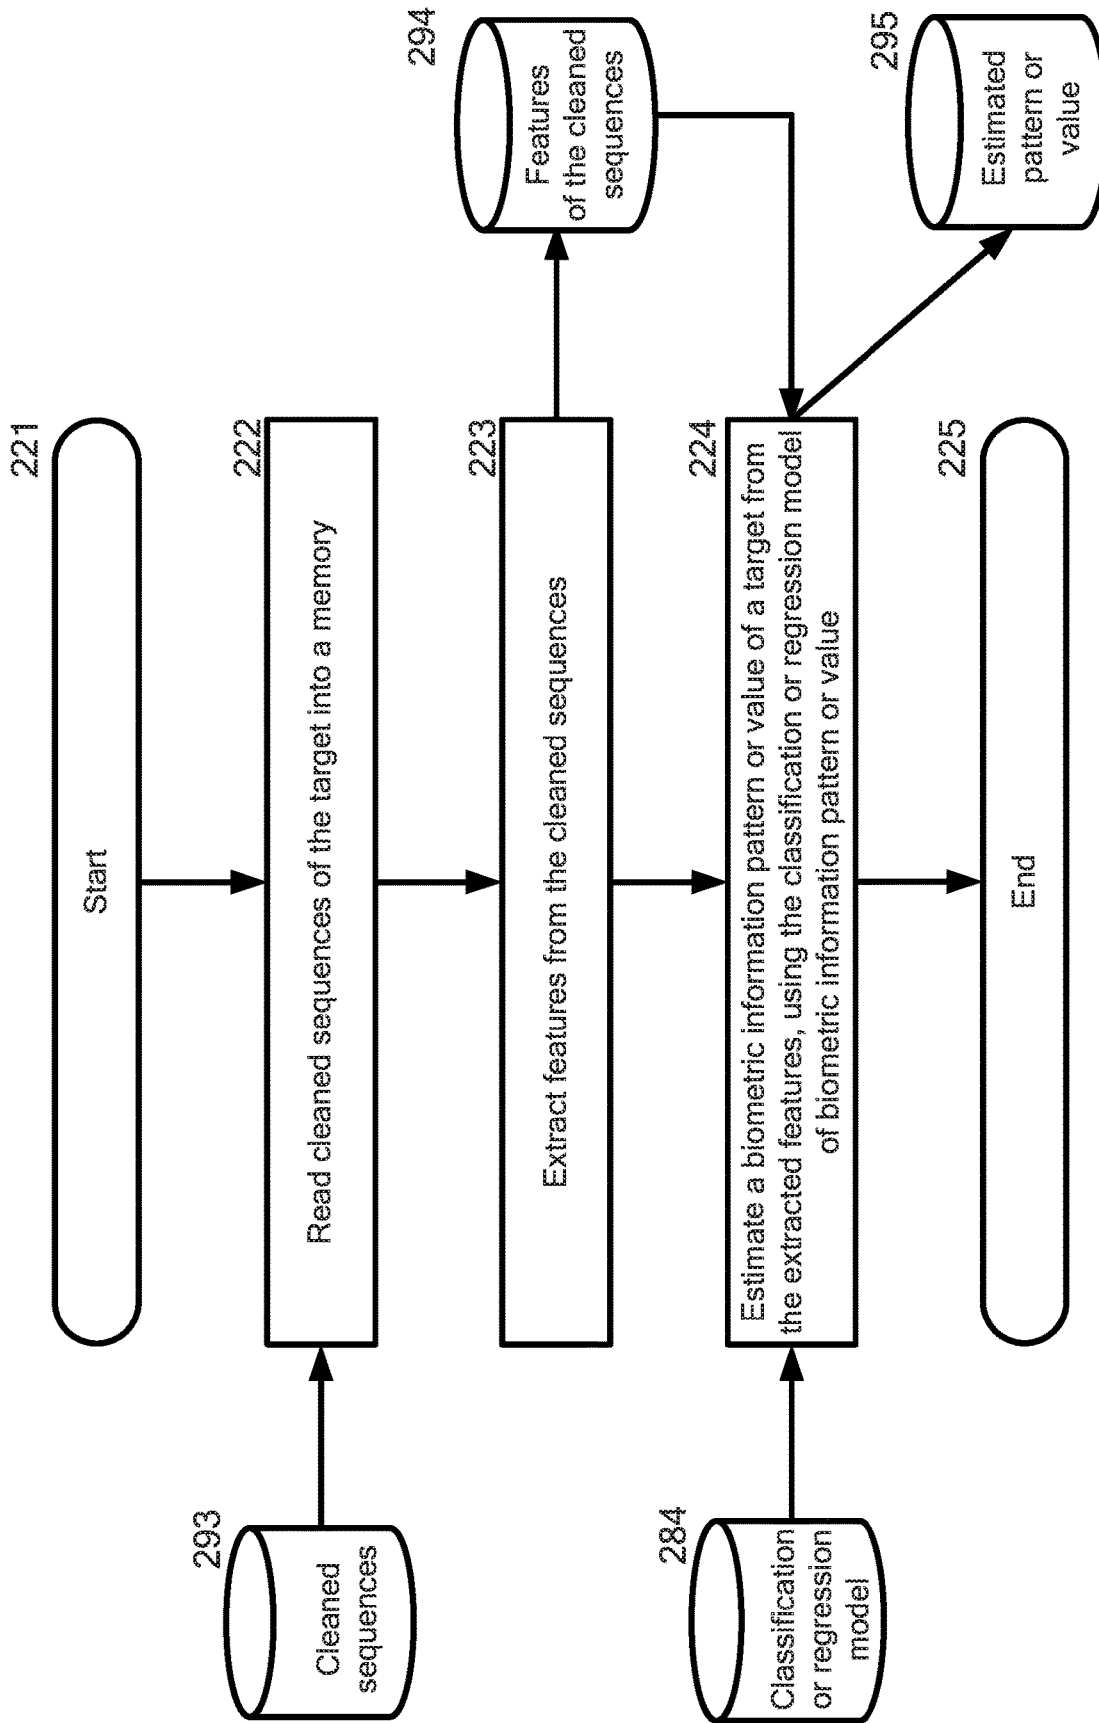 221
Start
293
Cleaned
sequences
222
Read cleaned sequences of the target into a memory
223
Extract features from the cleaned sequences
294
Features
of the cleaned
sequences
284
Classification
or regression
model
224
Estimate a biometric information pattern or value of a target from
the extracted features, using the classification or regression model
of biometric information pattern or value
295
Estimated
pattern or
value
225
End